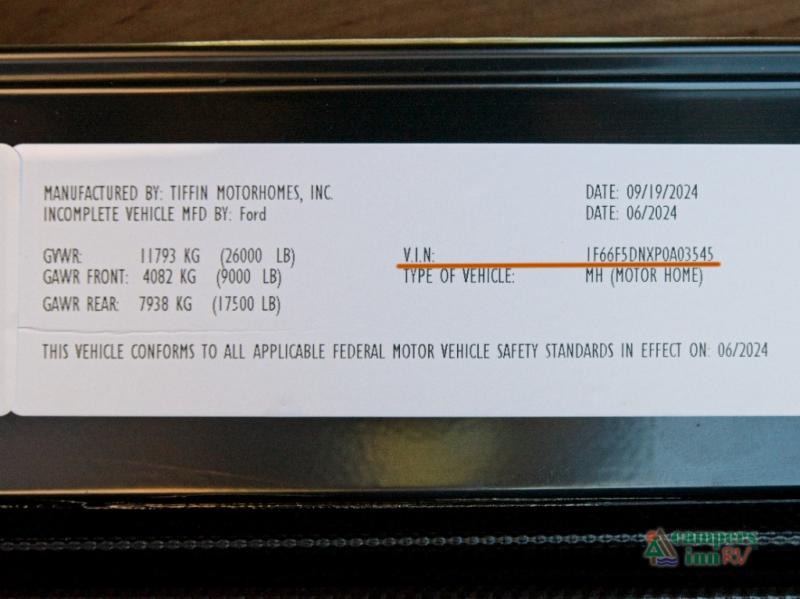 MANUFACTURED BY: TIFFIN MOTORHOMES, INC. DATE: 09/19/2024
INCOMPLETE VEHICLE MFD BY: Ford DATE: 06/2024
GVWR: 11793 KG (26000 LB) V.I.N: 1F66F5DNXP0A03545
GAWR FRONT: 4082 KG (9000 LB) TYPE OF VEHICLE: MH (MOTOR HOME)
GAWR REAR: 7938 KG (17500 LB)
THIS VEHICLE CONFORMS TO ALL APPLICABLE FEDERAL MOTOR VEHICLE SAFETY STANDARDS IN EFFECT ON: 06/2024
campers
inn RV